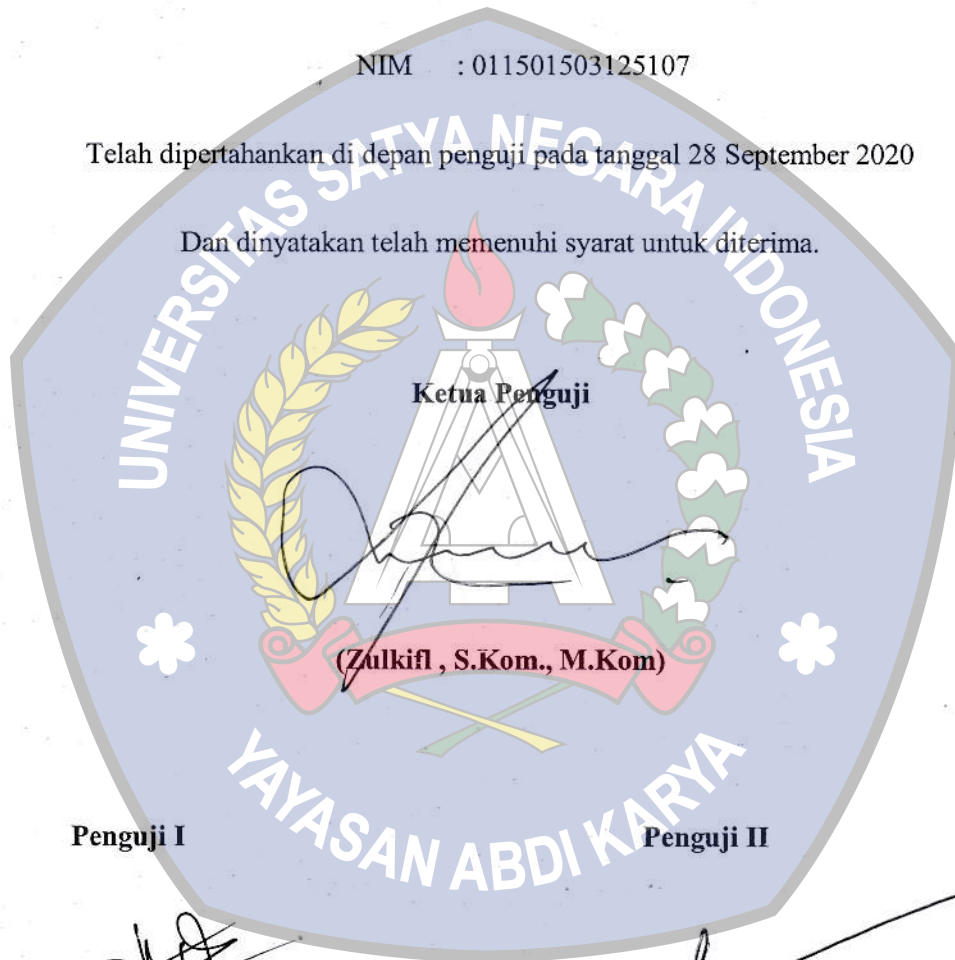 NIM : 011501503125107
UNIVERSITAS SATYA NEGARA INDONESIA
Telah dipertahankan di depan penguji pada tanggal 28 September 2020
Dan dinyatakan telah memenuhi syarat untuk diterima.
Ketua Penguji
(Zulkifl , S.Kom., M.Kom)
YAYASAN ABDI KARYA
Penguji I Penguji II